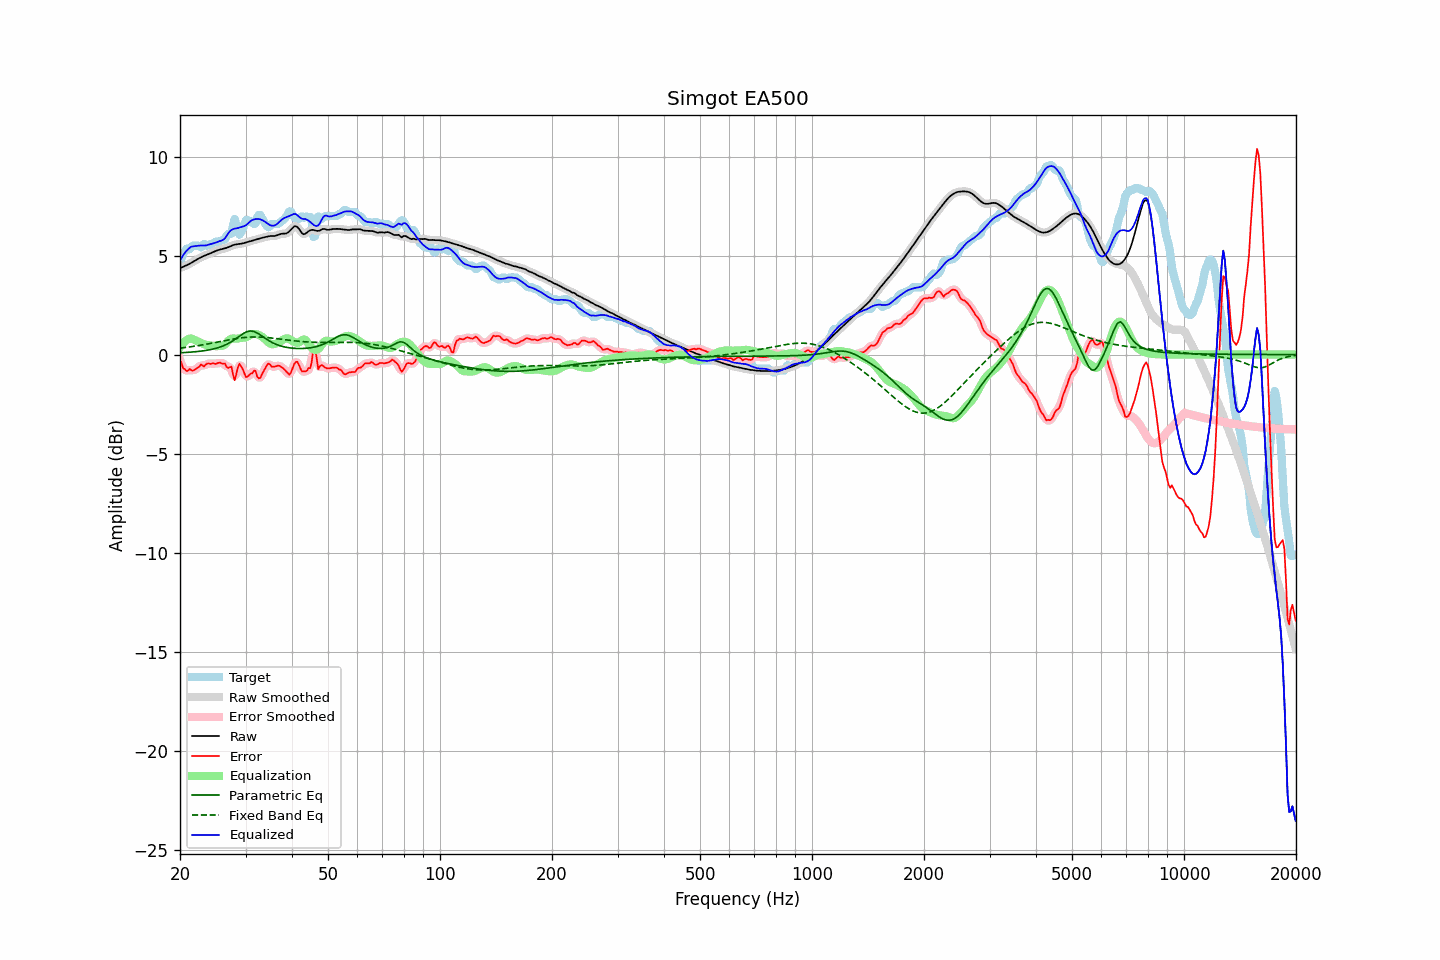 Simgot EA500
Amplitude (dBr)
10
5
0
−5
−10
−15
−20
−25
Target
Raw Smoothed
Error Smoothed
Raw
Error
Equalization
Parametric Eq
Fixed Band Eq
Equalized
20 50 100 200 500 1000 2000 5000 10000 20000
Frequency (Hz)